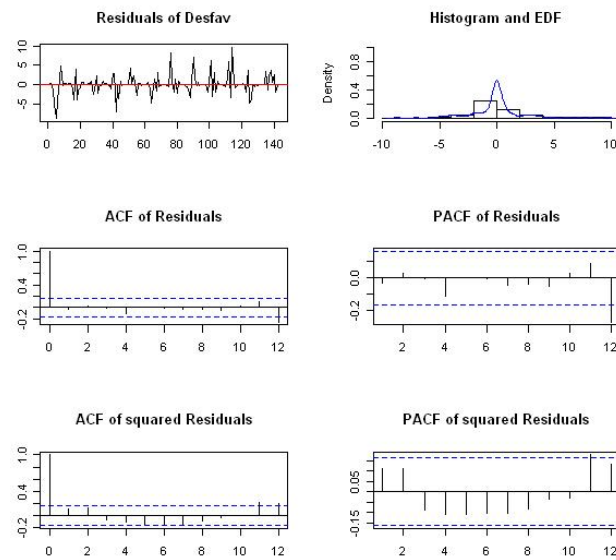 Residuals of Desfav
10
5
0
-5
0 20 40 60 80 100 120 140
Histogram and EDF
Density
0.8
0.4
0.0
-10 -5 0 5 10
ACF of Residuals
1.0
0.4
-0.2
0 2 4 6 8 10 12
PACF of Residuals
0.0
-0.2
2 4 6 8 10 12
ACF of squared Residuals
1.0
0.4
-0.2
0 2 4 6 8 10 12
PACF of squared Residuals
0.05
-0.15
2 4 6 8 10 12